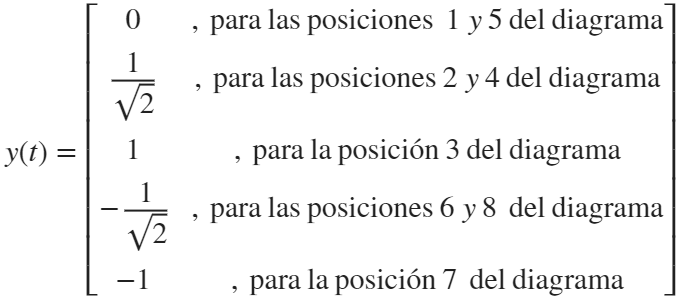 0 , para las posiciones 1 y 5 del diagrama
1/√2 , para las posiciones 2 y 4 del diagrama
y(t) = 1 , para la posición 3 del diagrama
−1/√2 , para las posiciones 6 y 8 del diagrama
−1 , para la posición 7 del diagrama